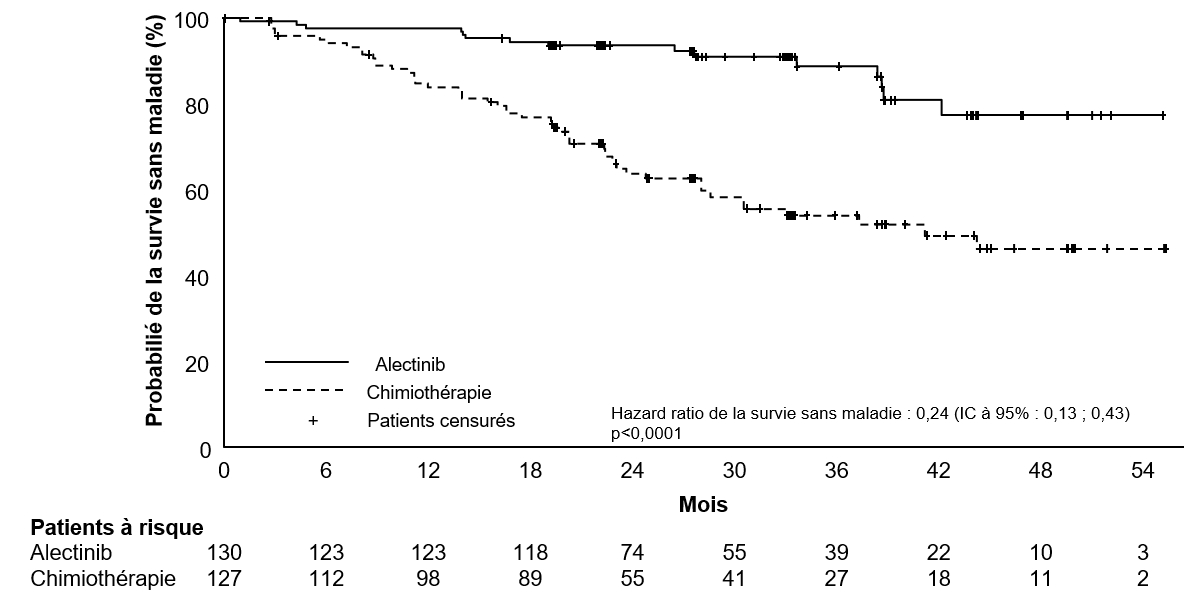 Probabilié de la survie sans maladie (%)
100
80
60
40
20
0
Alectinib
Chimiothérapie
+ Patients censurés
Hazard ratio de la survie sans maladie : 0,24 (IC à 95% : 0,13 ; 0,43)
p<0,0001
0 6 12 18 24 30 36 42 48 54
Mois
Patients à risque
Alectinib 130 123 123 118 74 55 39 22 10 3
Chimiothérapie 127 112 98 89 55 41 27 18 11 2